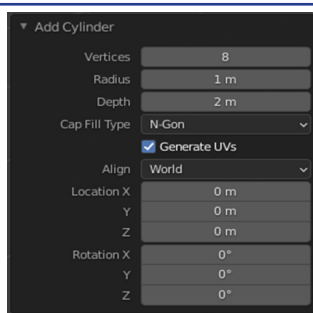 Add Cylinder
Vertices 8
Radius 1 m
Depth 2 m
Cap Fill Type N-Gon
Generate UVs
Align World
Location X 0 m
Y 0 m
Z 0 m
Rotation X 0°
Y 0°
Z 0°